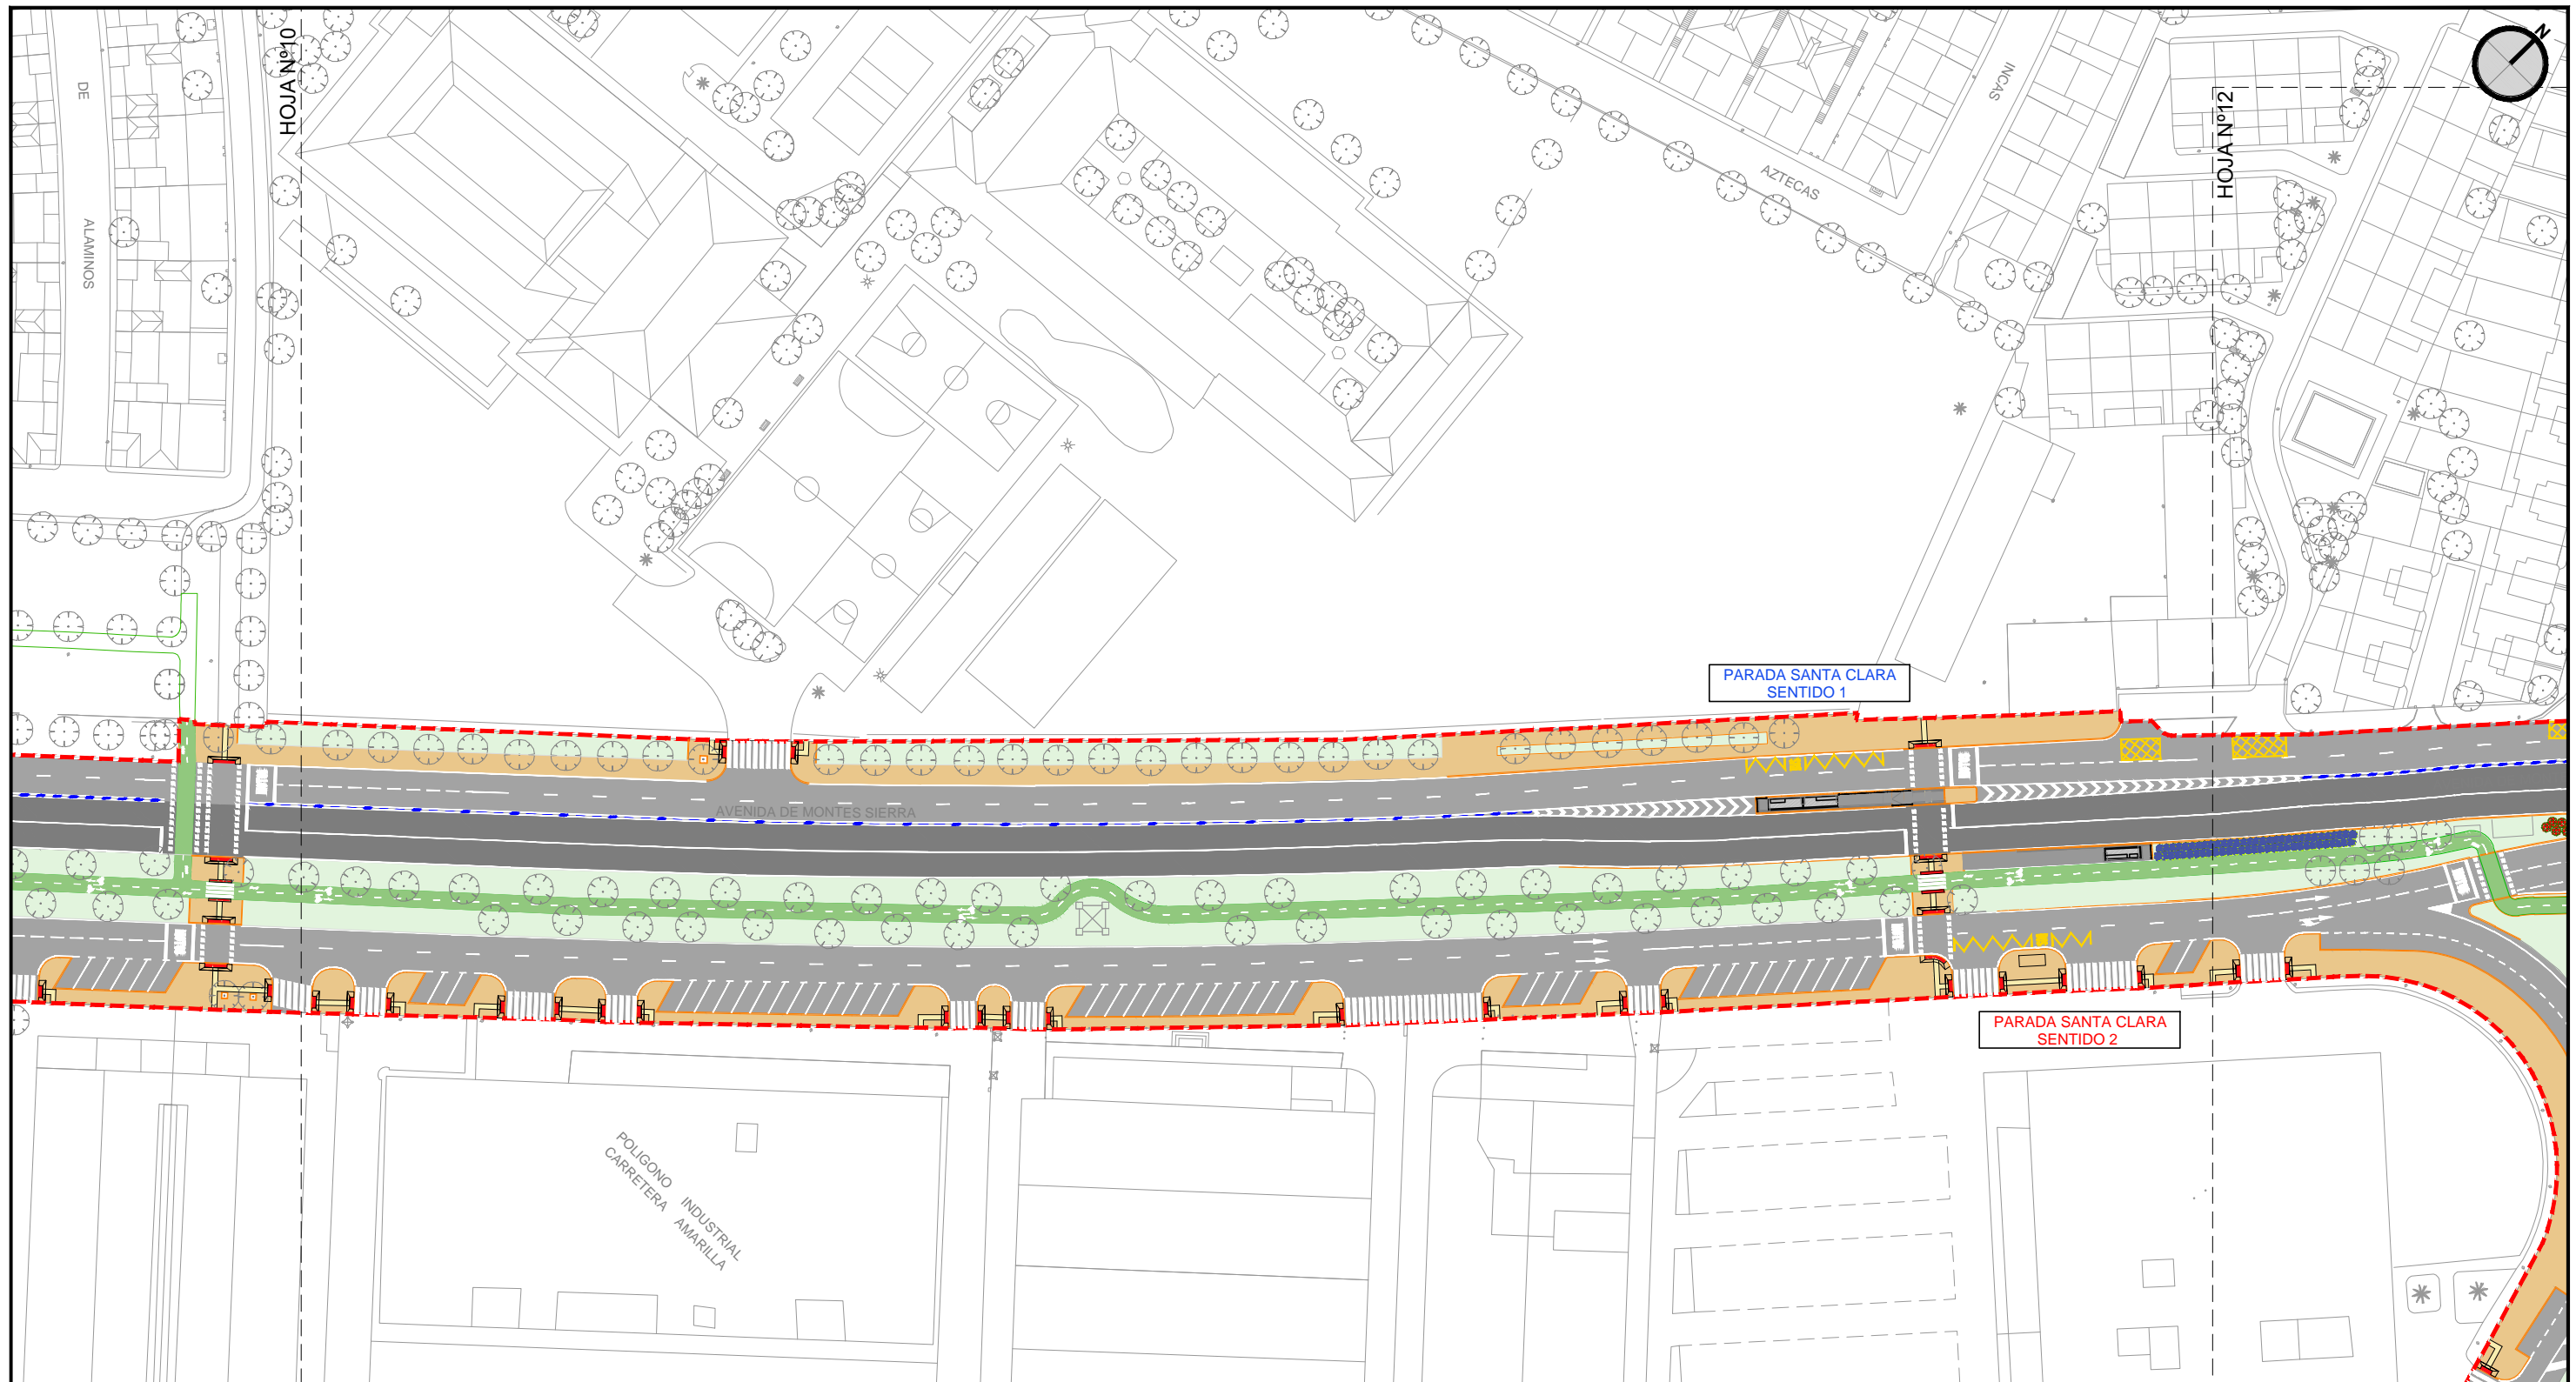 HOJA Nº10
N
DE
ALAMINOS
INCAS
HOJA Nº12
AZTECAS
PARADA SANTA CLARA
SENTIDO 1
AVENIDA DE MONTES SIERRA
PARADA SANTA CLARA
SENTIDO 2
POLIGONO INDUSTRIAL
CARRETERA AMARILLA